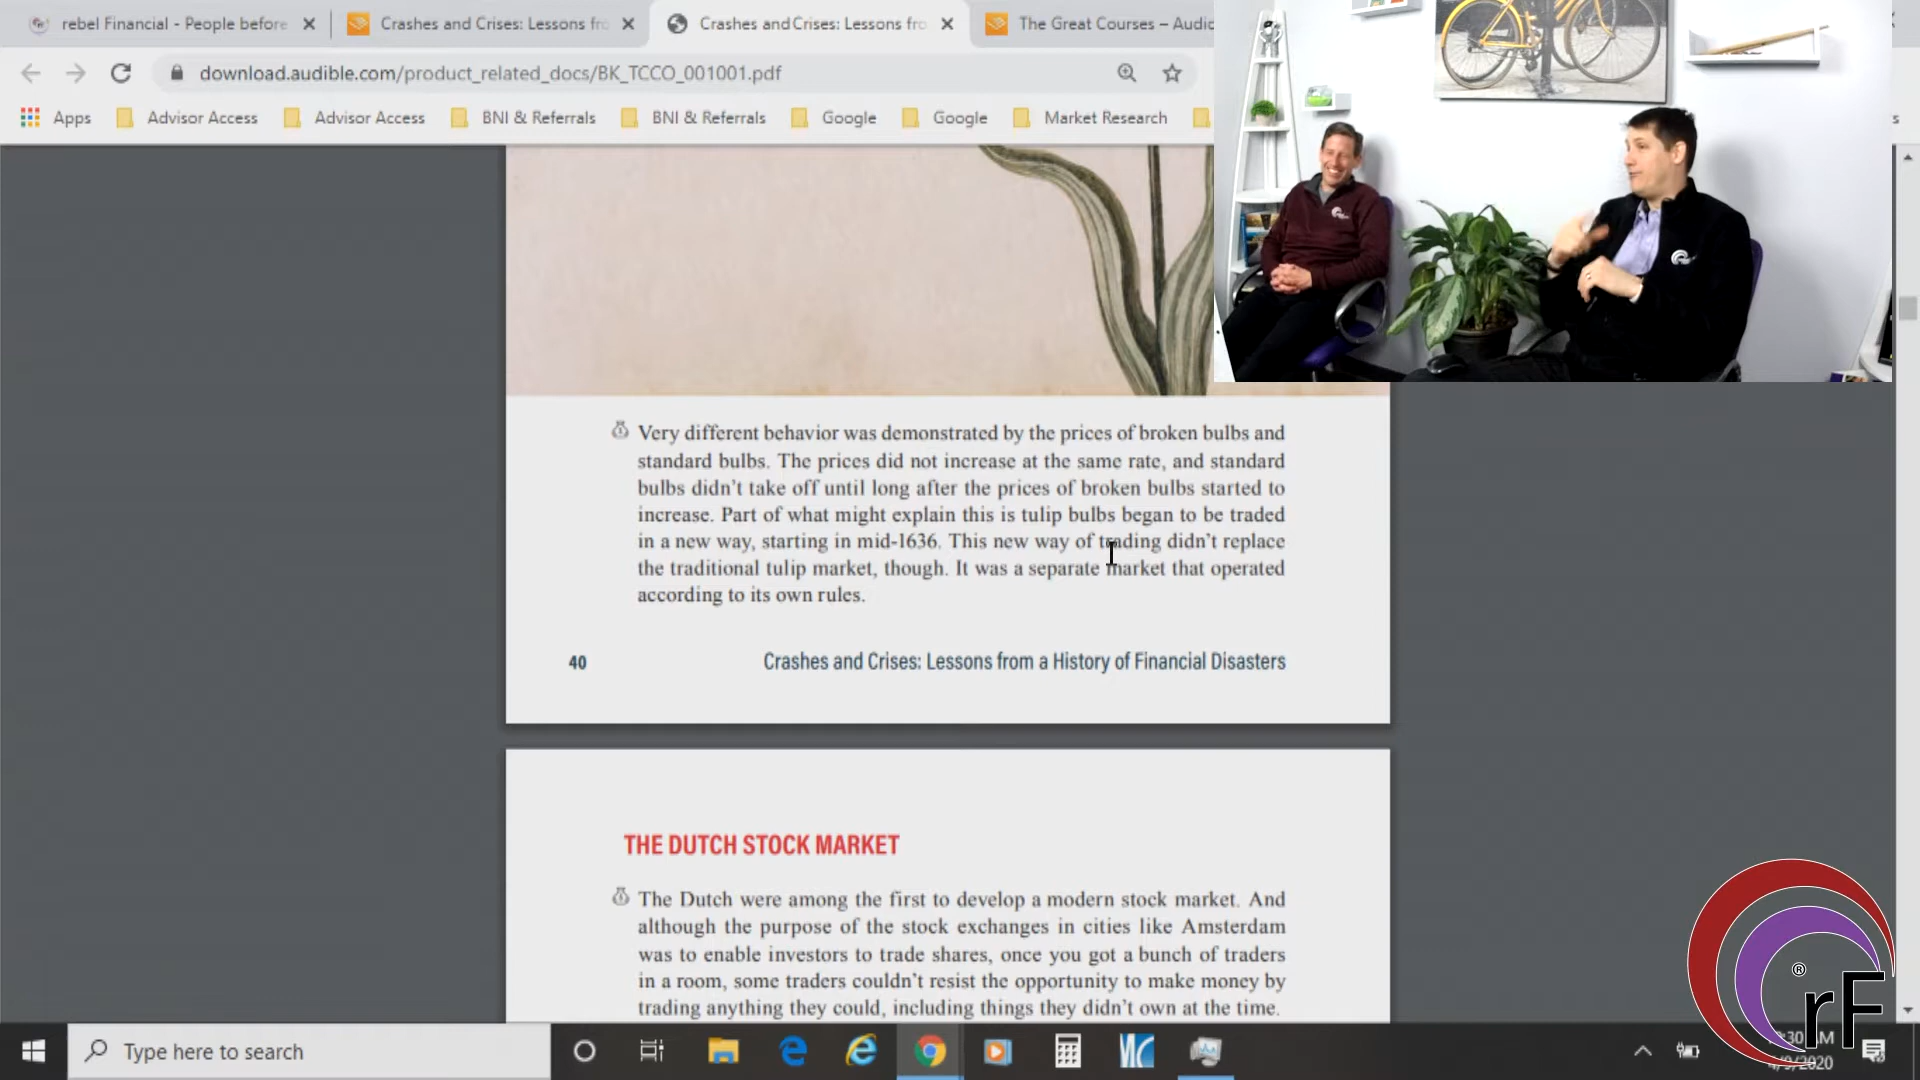 rebel Financial - People before
Crashes and Crises: Lessons fro
Crashes and Crises: Lessons fro
The Great Courses – Audio
download.audible.com/product_related_docs/BK_TCCO_001001.pdf
Apps
Advisor Access
Advisor Access
BNI & Referrals
BNI & Referrals
Google
Google
Market Research
Very different behavior was demonstrated by the prices of broken bulbs and
standard bulbs. The prices did not increase at the same rate, and standard
bulbs didn't take off until long after the prices of broken bulbs started to
increase. Part of what might explain this is tulip bulbs began to be traded
in a new way, starting in mid-1636. This new way of trading didn't replace
the traditional tulip market, though. It was a separate market that operated
according to its own rules.
40
Crashes and Crises: Lessons from a History of Financial Disasters
THE DUTCH STOCK MARKET
The Dutch were among the first to develop a modern stock market. And
although the purpose of the stock exchanges in cities like Amsterdam
was to enable investors to trade shares, once you got a bunch of traders
in a room, some traders couldn't resist the opportunity to make money by
trading anything they could, including things they didn't own at the time.
® rF
Type here to search